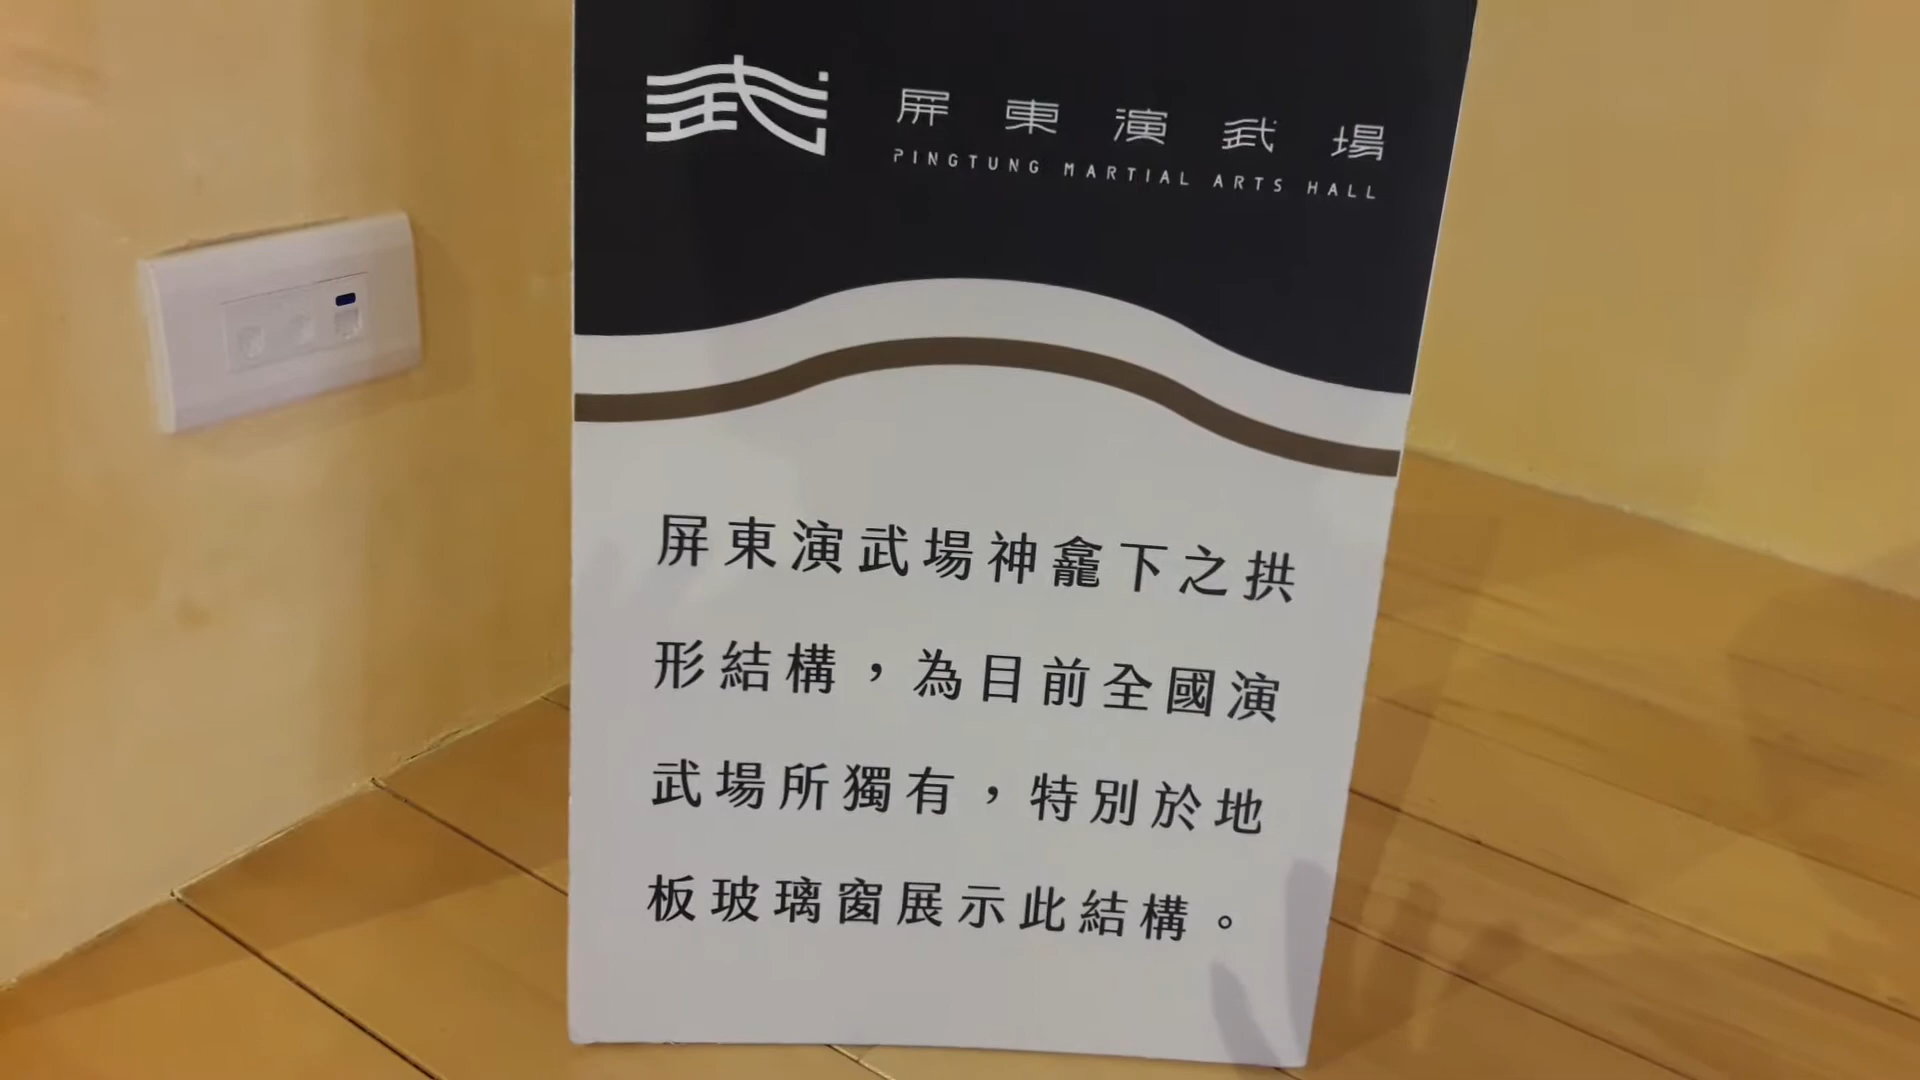 武
屏東演武場
PINGTUNG MARTIAL ARTS HALL
屏東演武場神龕下之拱
形結構，為目前全國演
武場所獨有，特別於地
板玻璃窗展示此結構。